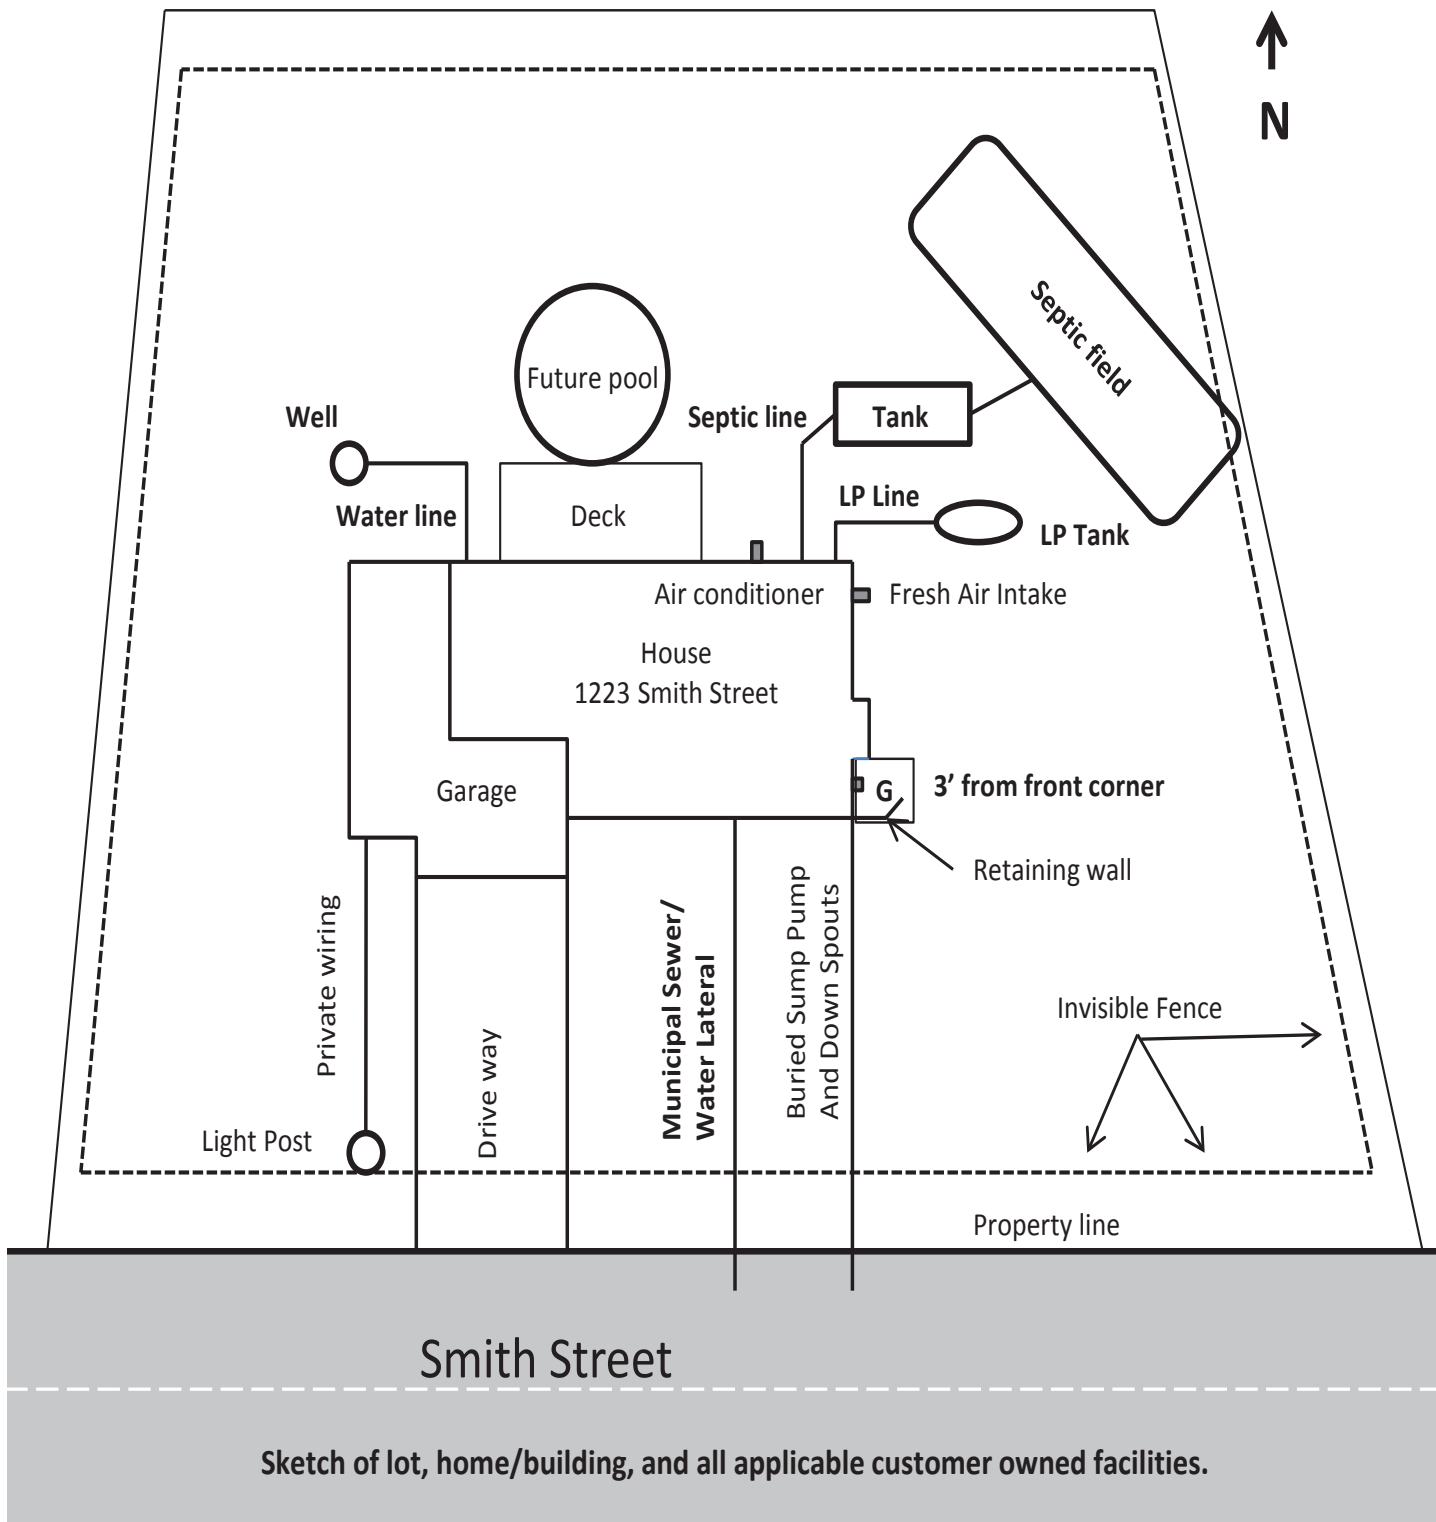 N
Septic field
Future pool
Well
Septic line
Tank
Water line
Deck
LP Line
LP Tank
Air conditioner
Fresh Air Intake
House
1223 Smith Street
Garage
G
3’ from front corner
Retaining wall
Private wiring
Light Post
Drive way
Municipal Sewer/
Water Lateral
Buried Sump Pump
And Down Spouts
Invisible Fence
Property line
Smith Street
Sketch of lot, home/building, and all applicable customer owned facilities.